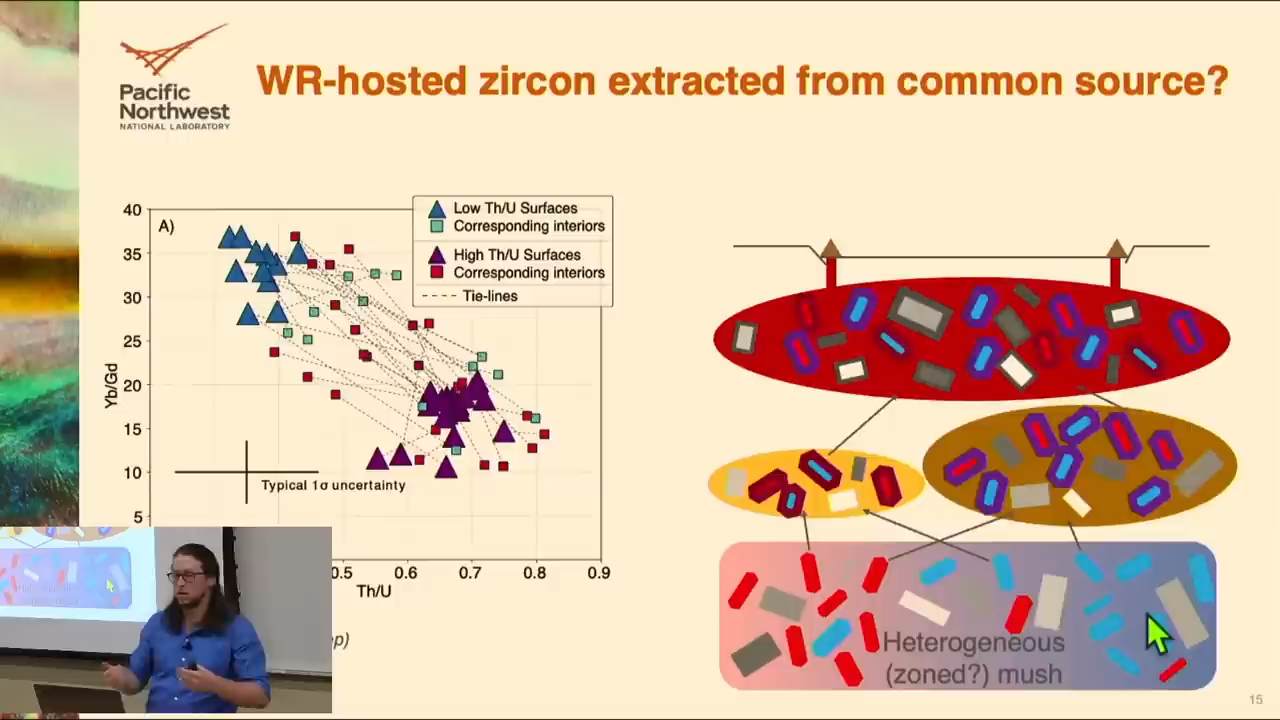 Pacific
Northwest
NATIONAL LABORATORY
WR-hosted zircon extracted from common source?
A)
Low Th/U Surfaces
Corresponding interiors
High Th/U Surfaces
Corresponding interiors
Tie-lines
40
35
30
25
20
15
10
5
Yb/Gd
Typical 1σ uncertainty
0.5 0.6 0.7 0.8 0.9
Th/U
ep)
Heterogeneous
(zoned?) mush
15